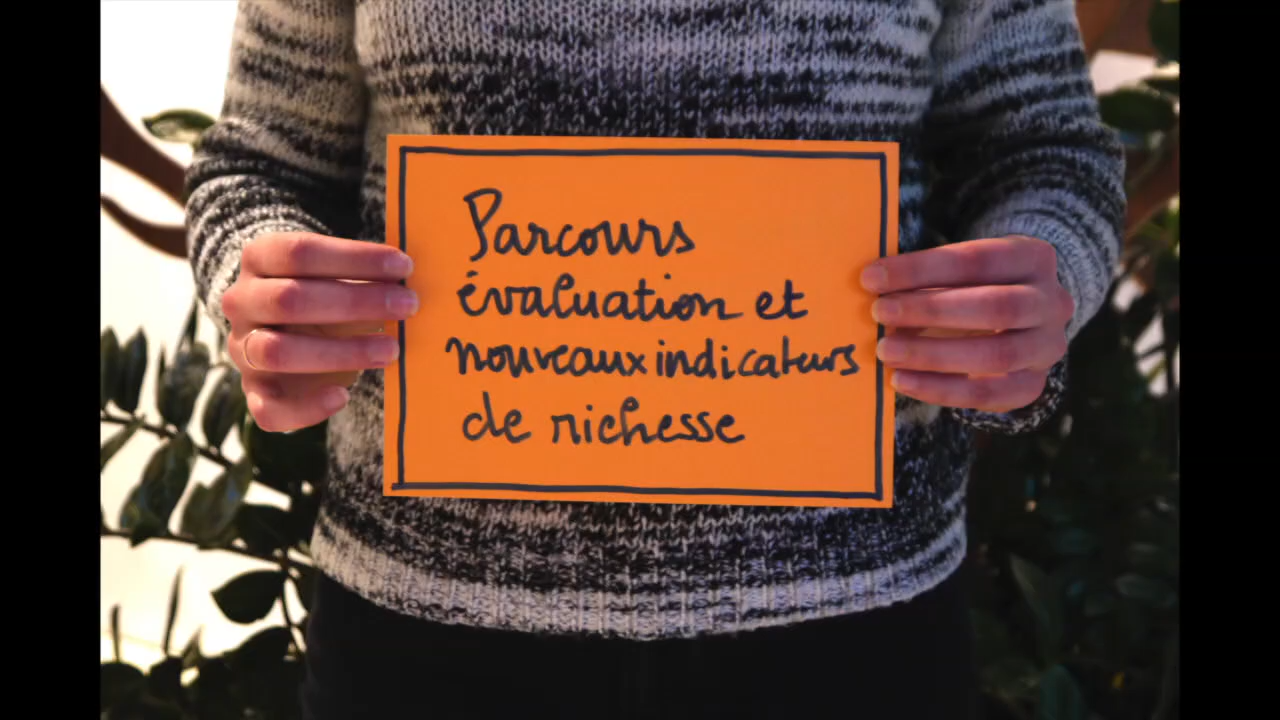 Parcours
évaluation et
nouveaux indicateurs
de richesse